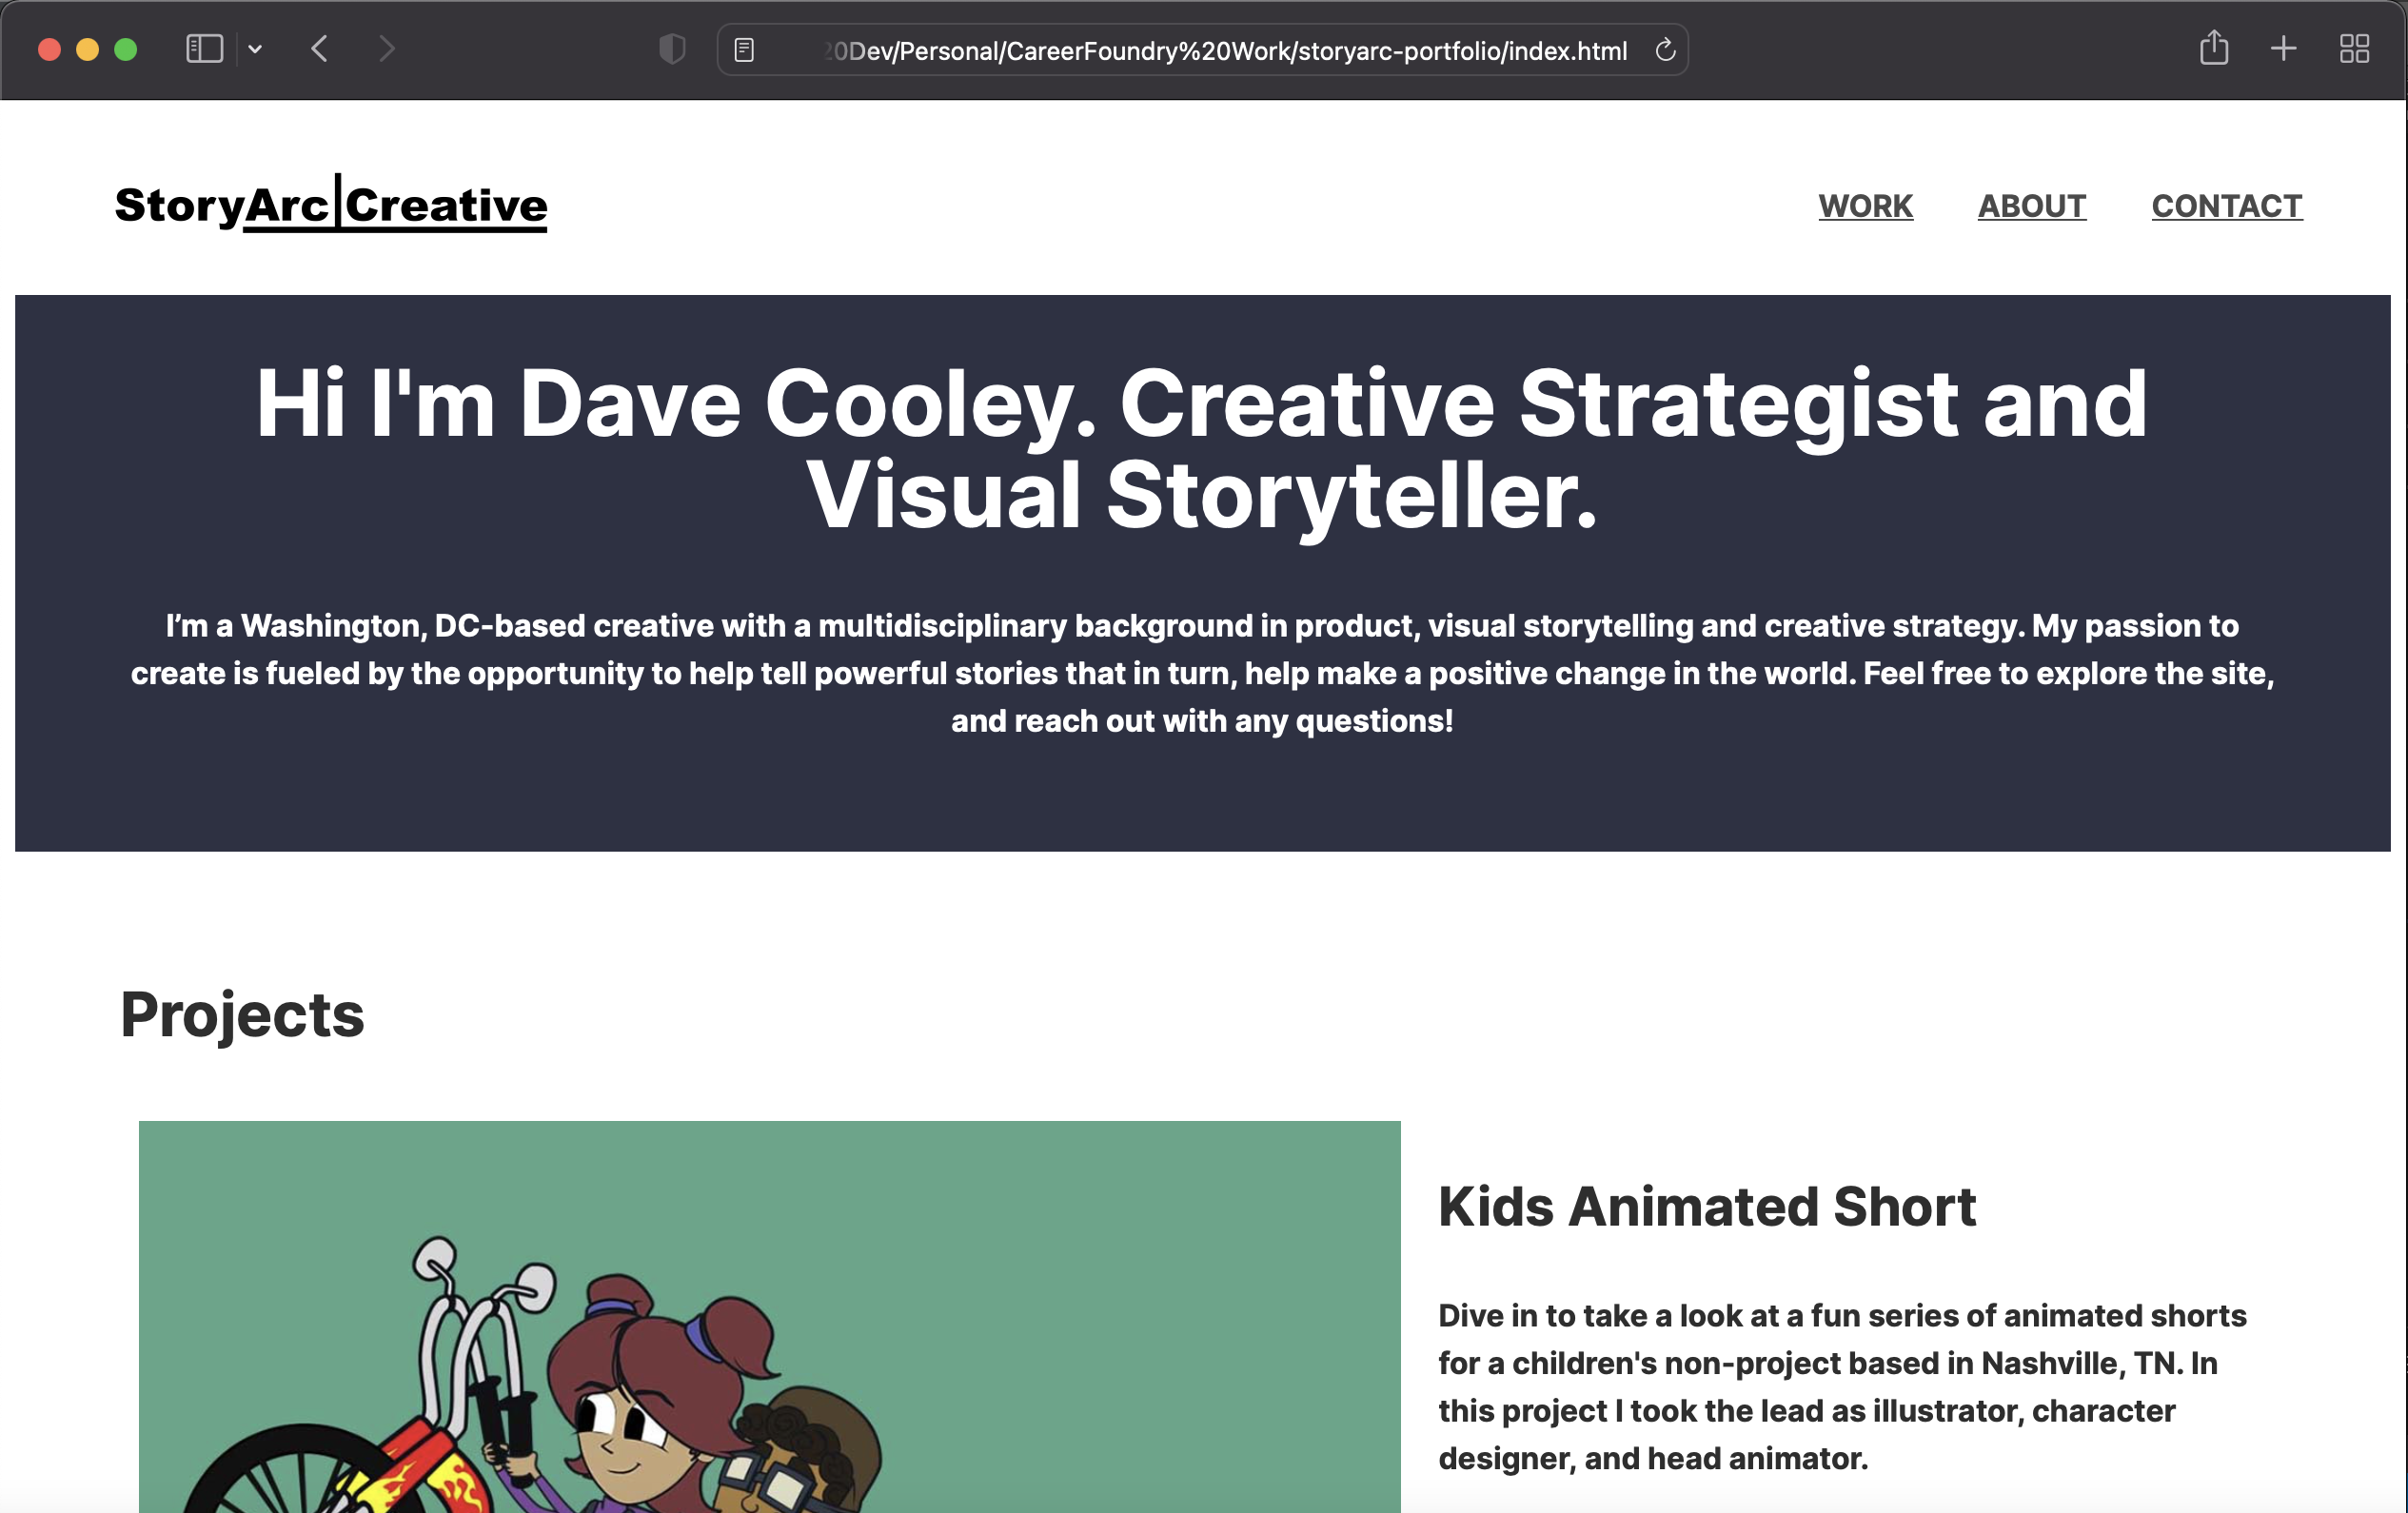 20Dev/Personal/CareerFoundry%20Work/storyarc-portfolio/index.html
StoryArc|Creative
WORK ABOUT CONTACT
Hi I'm Dave Cooley. Creative Strategist and
Visual Storyteller.
I’m a Washington, DC-based creative with a multidisciplinary background in product, visual storytelling and creative strategy. My passion to
create is fueled by the opportunity to help tell powerful stories that in turn, help make a positive change in the world. Feel free to explore the site,
and reach out with any questions!
Projects
Kids Animated Short
Dive in to take a look at a fun series of animated shorts
for a children's non-project based in Nashville, TN. In
this project I took the lead as illustrator, character
designer, and head animator.